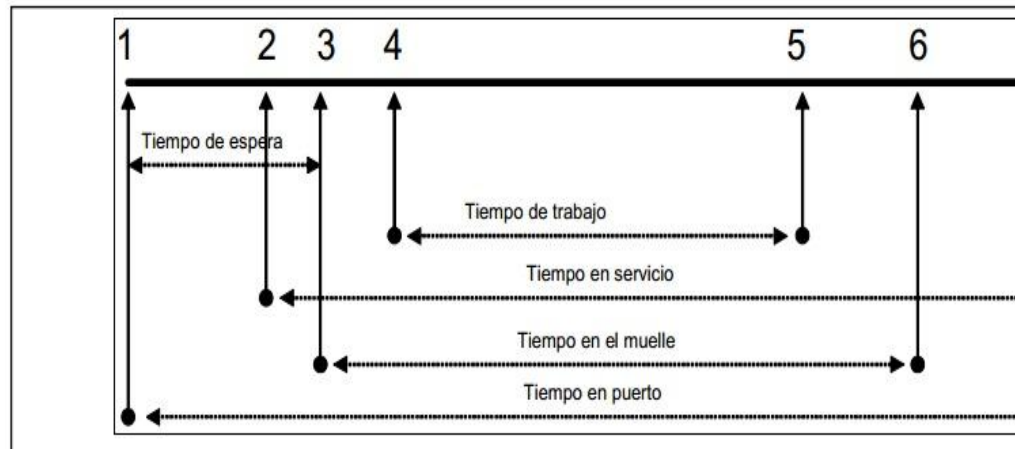 1 2 3 4 5 6
Tiempo de espera
Tiempo de trabajo
Tiempo en servicio
Tiempo en el muelle
Tiempo en puerto